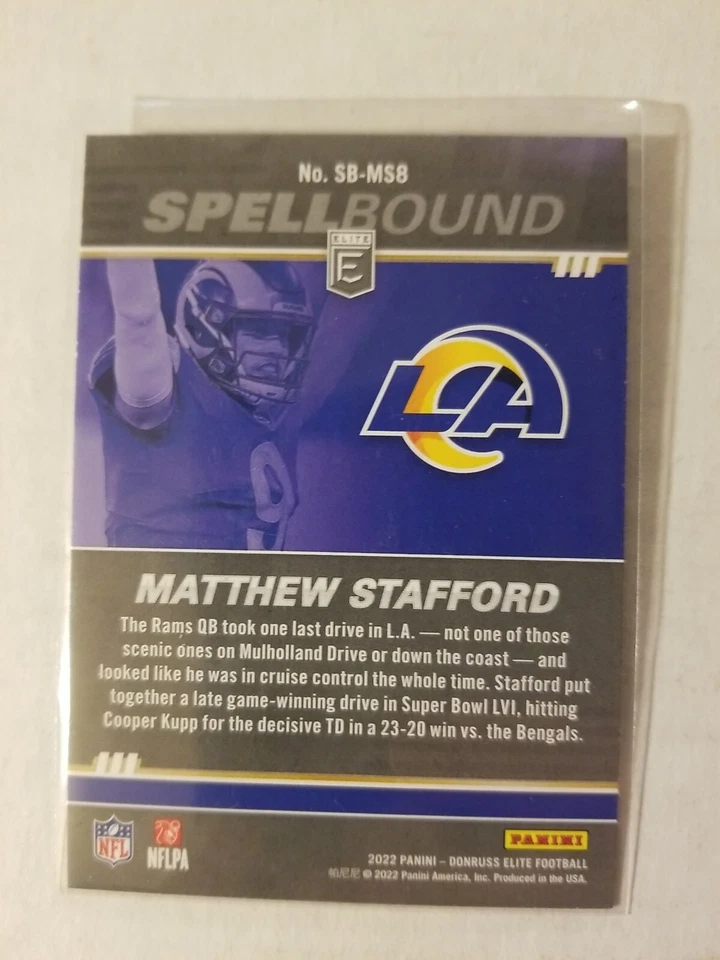 No. SB-MS8
SPELLBOUND
ELITE
E
LA
MATTHEW STAFFORD
The Rams QB took one last drive in L.A. — not one of those
scenic ones on Mulholland Drive or down the coast — and
looked like he was in cruise control the whole time. Stafford put
together a late game-winning drive in Super Bowl LVI, hitting
Cooper Kupp for the decisive TD in a 23-20 win vs. the Bengals.
NFL
NFLPA
PANINI
2022 PANINI – DONRUSS ELITE FOOTBALL
帕尼尼 © 2022 Panini America, Inc. Produced in the USA.